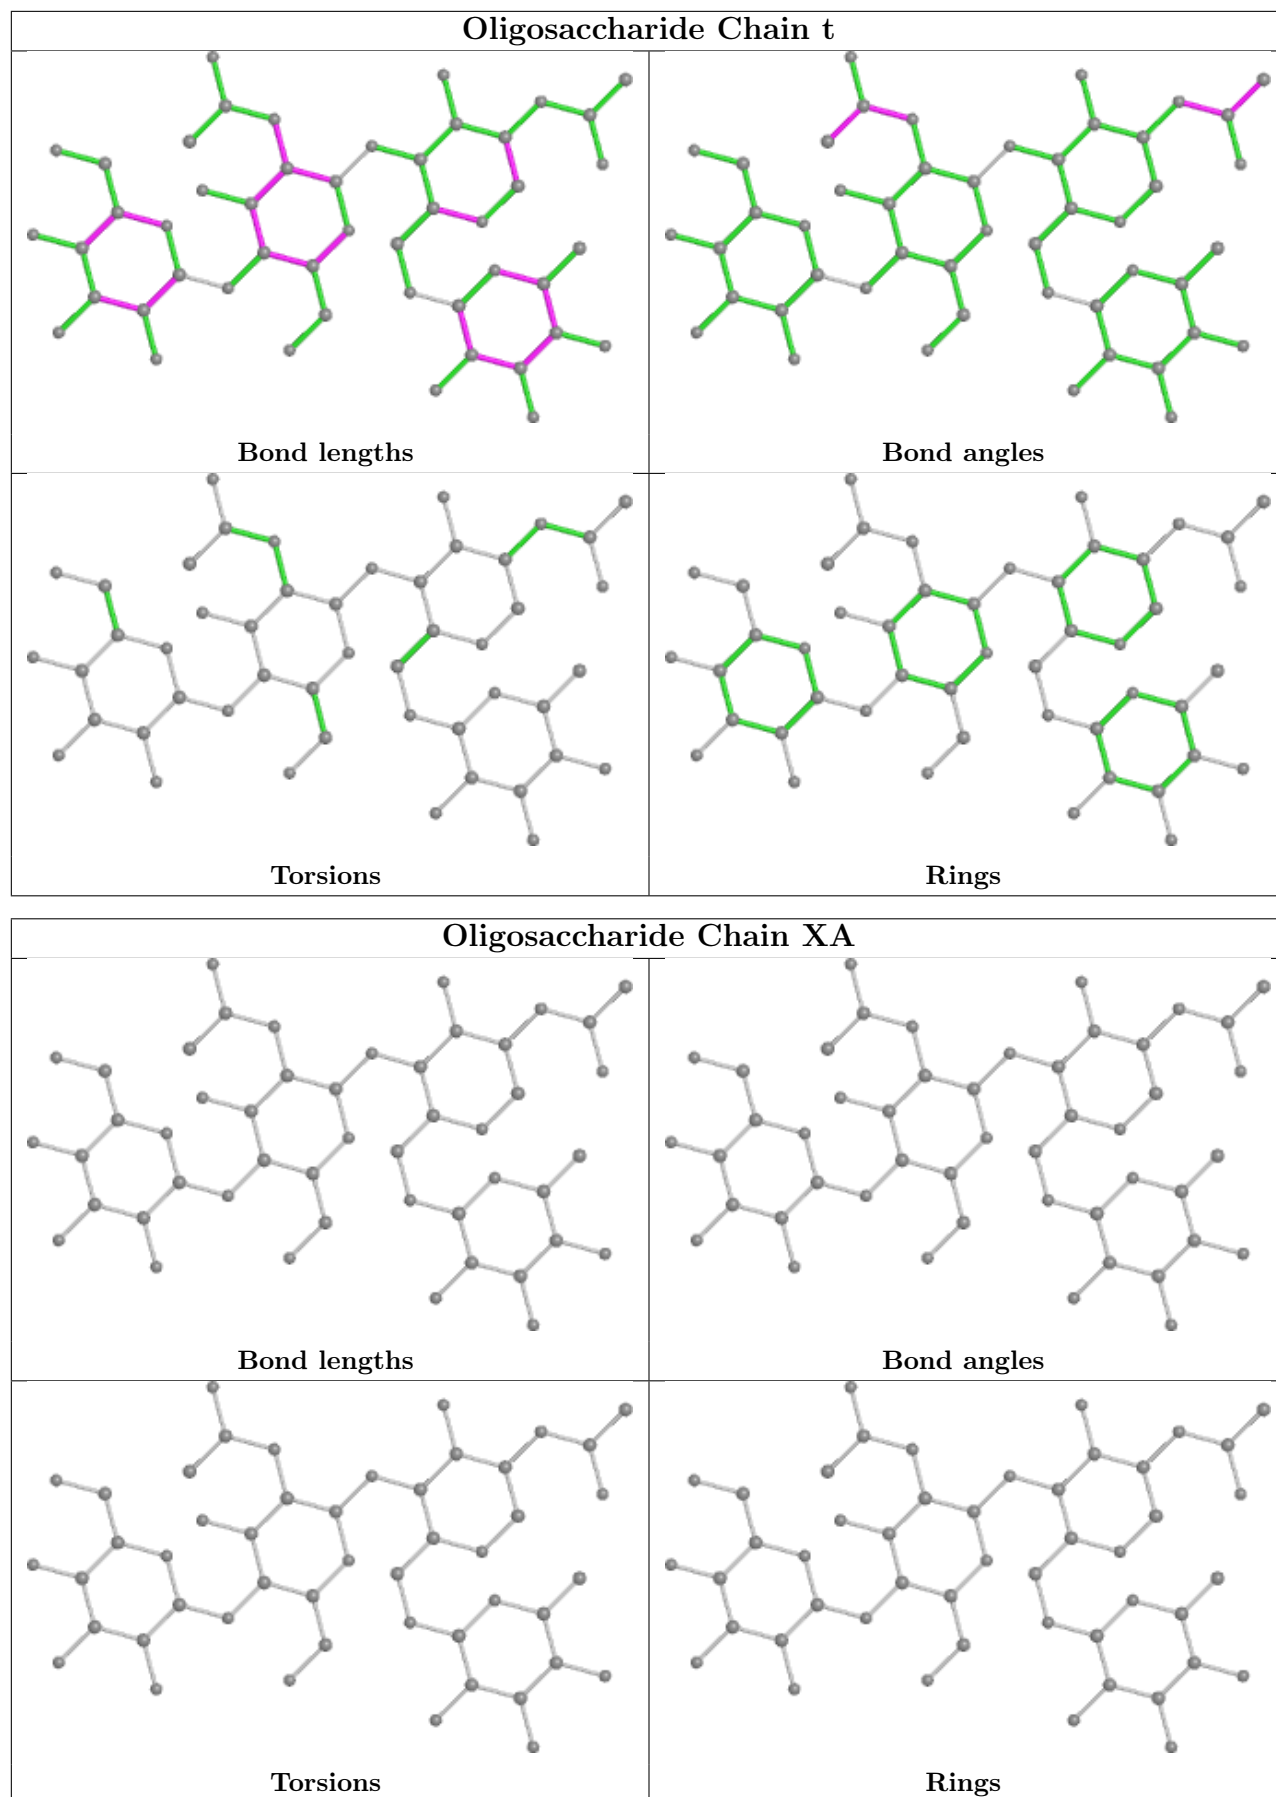 Oligosaccharide Chain t
Bond lengths
Bond angles
Torsions
Rings
Oligosaccharide Chain XA
Bond lengths
Bond angles
Torsions
Rings